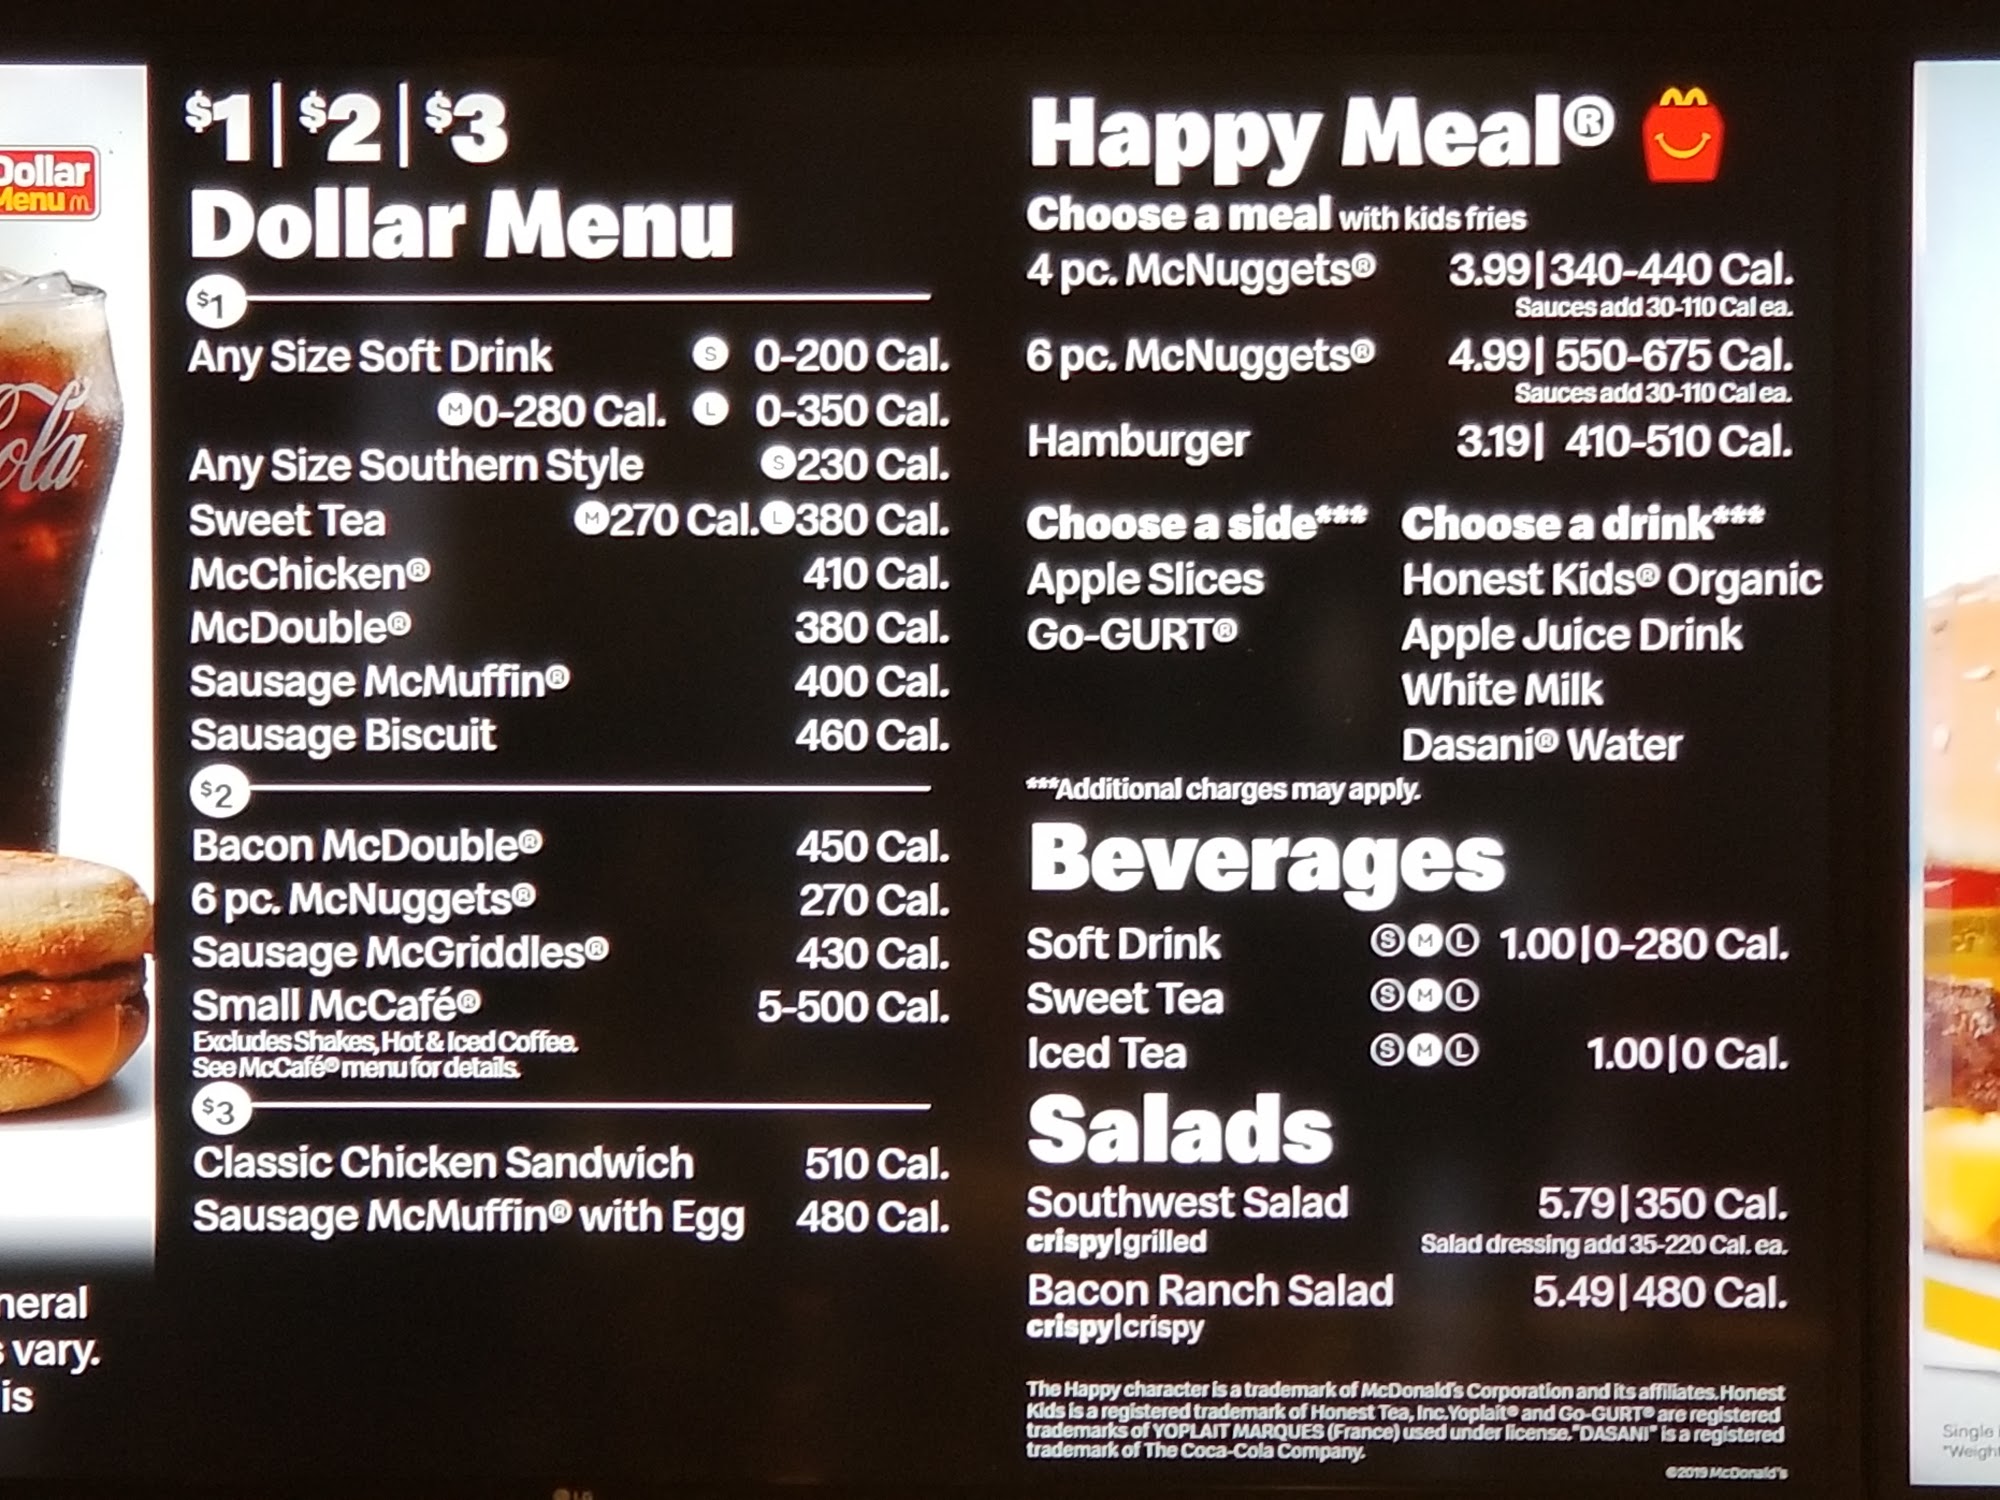 Dollar
Menu
Cola
neral
s vary.
is
$1|$2|$3
Dollar Menu
$1
Any Size Soft Drink S 0-200 Cal.
M 0-280 Cal. L 0-350 Cal.
Any Size Southern Style S 230 Cal.
Sweet Tea M 270 Cal. L 380 Cal.
McChicken® 410 Cal.
McDouble® 380 Cal.
Sausage McMuffin® 400 Cal.
Sausage Biscuit 460 Cal.
$2
Bacon McDouble® 450 Cal.
6 pc. McNuggets® 270 Cal.
Sausage McGriddles® 430 Cal.
Small McCafé® 5-500 Cal.
Excludes Shakes, Hot & Iced Coffee.
See McCafé® menu for details.
$3
Classic Chicken Sandwich 510 Cal.
Sausage McMuffin® with Egg 480 Cal.
Happy Meal®
Choose a meal with kids fries
4 pc. McNuggets® 3.99|340-440 Cal.
Sauces add 30-110 Cal ea.
6 pc. McNuggets® 4.99| 550-675 Cal.
Sauces add 30-110 Cal ea.
Hamburger 3.19| 410-510 Cal.
Choose a side***
Apple Slices
Go-GURT®
Choose a drink***
Honest Kids® Organic
Apple Juice Drink
White Milk
Dasani® Water
***Additional charges may apply.
Beverages
Soft Drink S M L 1.00|0-280 Cal.
Sweet Tea S M L
Iced Tea S M L 1.00|0 Cal.
Salads
Southwest Salad 5.79|350 Cal.
crispy|grilled Salad dressing add 35-220 Cal. ea.
Bacon Ranch Salad 5.49|480 Cal.
crispy|crispy
The Happy character is a trademark of McDonald's Corporation and its affiliates. Honest
Kids is a registered trademark of Honest Tea, Inc. Yoplait® and Go-GURT® are registered
trademarks of YOPLAIT MARQUES (France) used under license. "DASANI" is a registered
trademark of The Coca-Cola Company.
©2019 McDonald's
LG
Single
"Weight